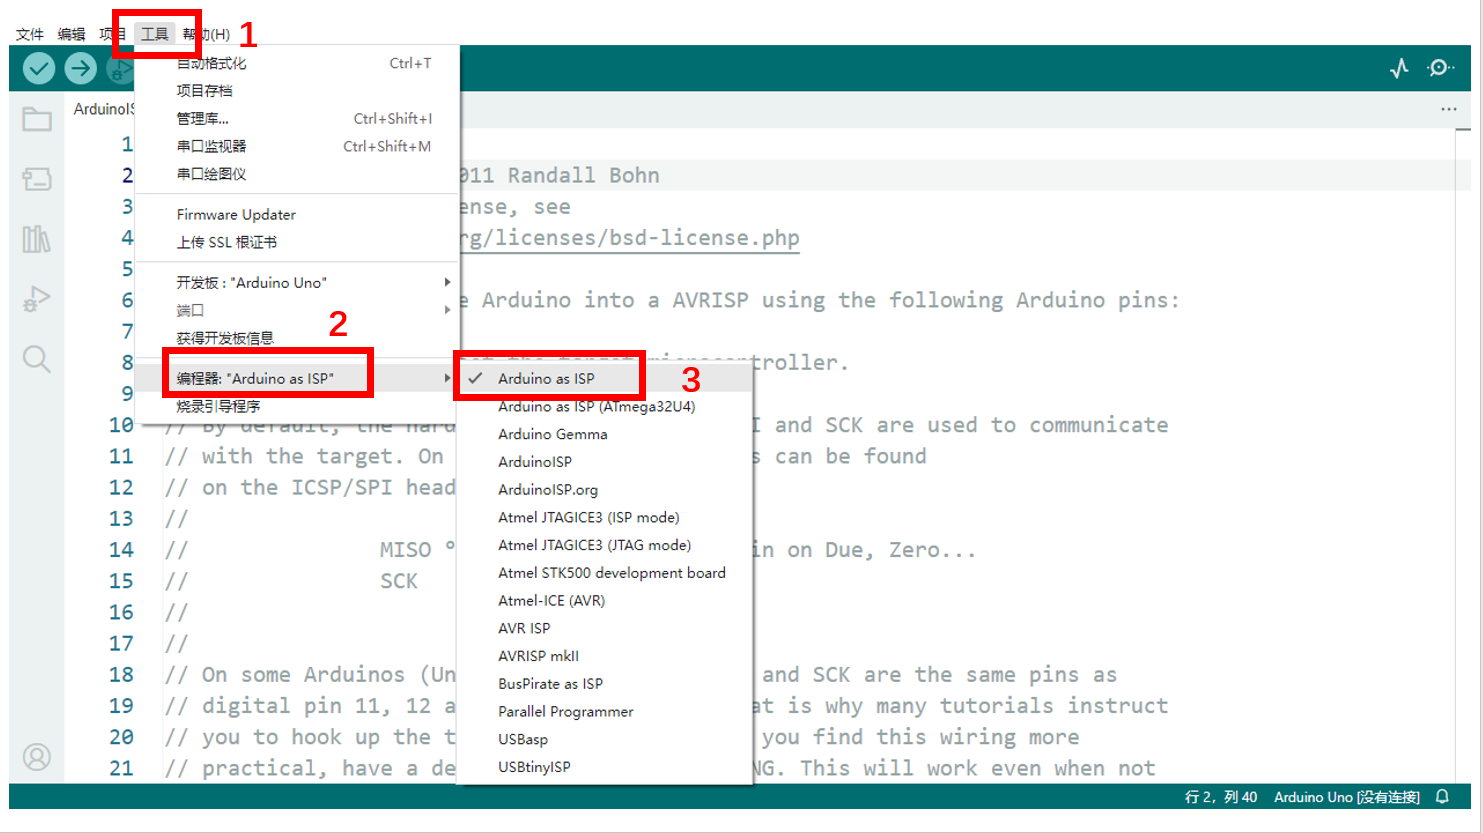 文件 编辑 项目 工具 帮助(H) 1
自动格式化 Ctrl+T
项目存档
管理库... Ctrl+Shift+I
串口监视器 Ctrl+Shift+M
串口绘图仪
Firmware Updater
上传 SSL 根证书
开发板 : "Arduino Uno"
端口
获得开发板信息
2
编程器: "Arduino as ISP"
烧录引导程序
3
Arduino as ISP
Arduino as ISP (ATmega32U4)
Arduino Gemma
ArduinoISP
ArduinoISP.org
Atmel JTAGICE3 (ISP mode)
Atmel JTAGICE3 (JTAG mode)
Atmel STK500 development board
Atmel-ICE (AVR)
AVR ISP
AVRISP mkII
BusPirate as ISP
Parallel Programmer
USBasp
USBtinyISP
ArduinoIS
1
2 011 Randall Bohn
3 ense, see
4 rg/licenses/bsd-license.php
5
6 e Arduino into a AVRISP using the following Arduino pins:
7
8 the target microcontroller.
9
10 // By default, the hard I and SCK are used to communicate
11 // with the target. On s can be found
12 // on the ICSP/SPI head
13 //
14 // MISO ° in on Due, Zero...
15 // SCK
16 //
17 //
18 // On some Arduinos (Un and SCK are the same pins as
19 // digital pin 11, 12 a at is why many tutorials instruct
20 // you to hook up the t you find this wiring more
21 // practical, have a de NG. This will work even when not
行 2, 列 40 Arduino Uno [没有连接]